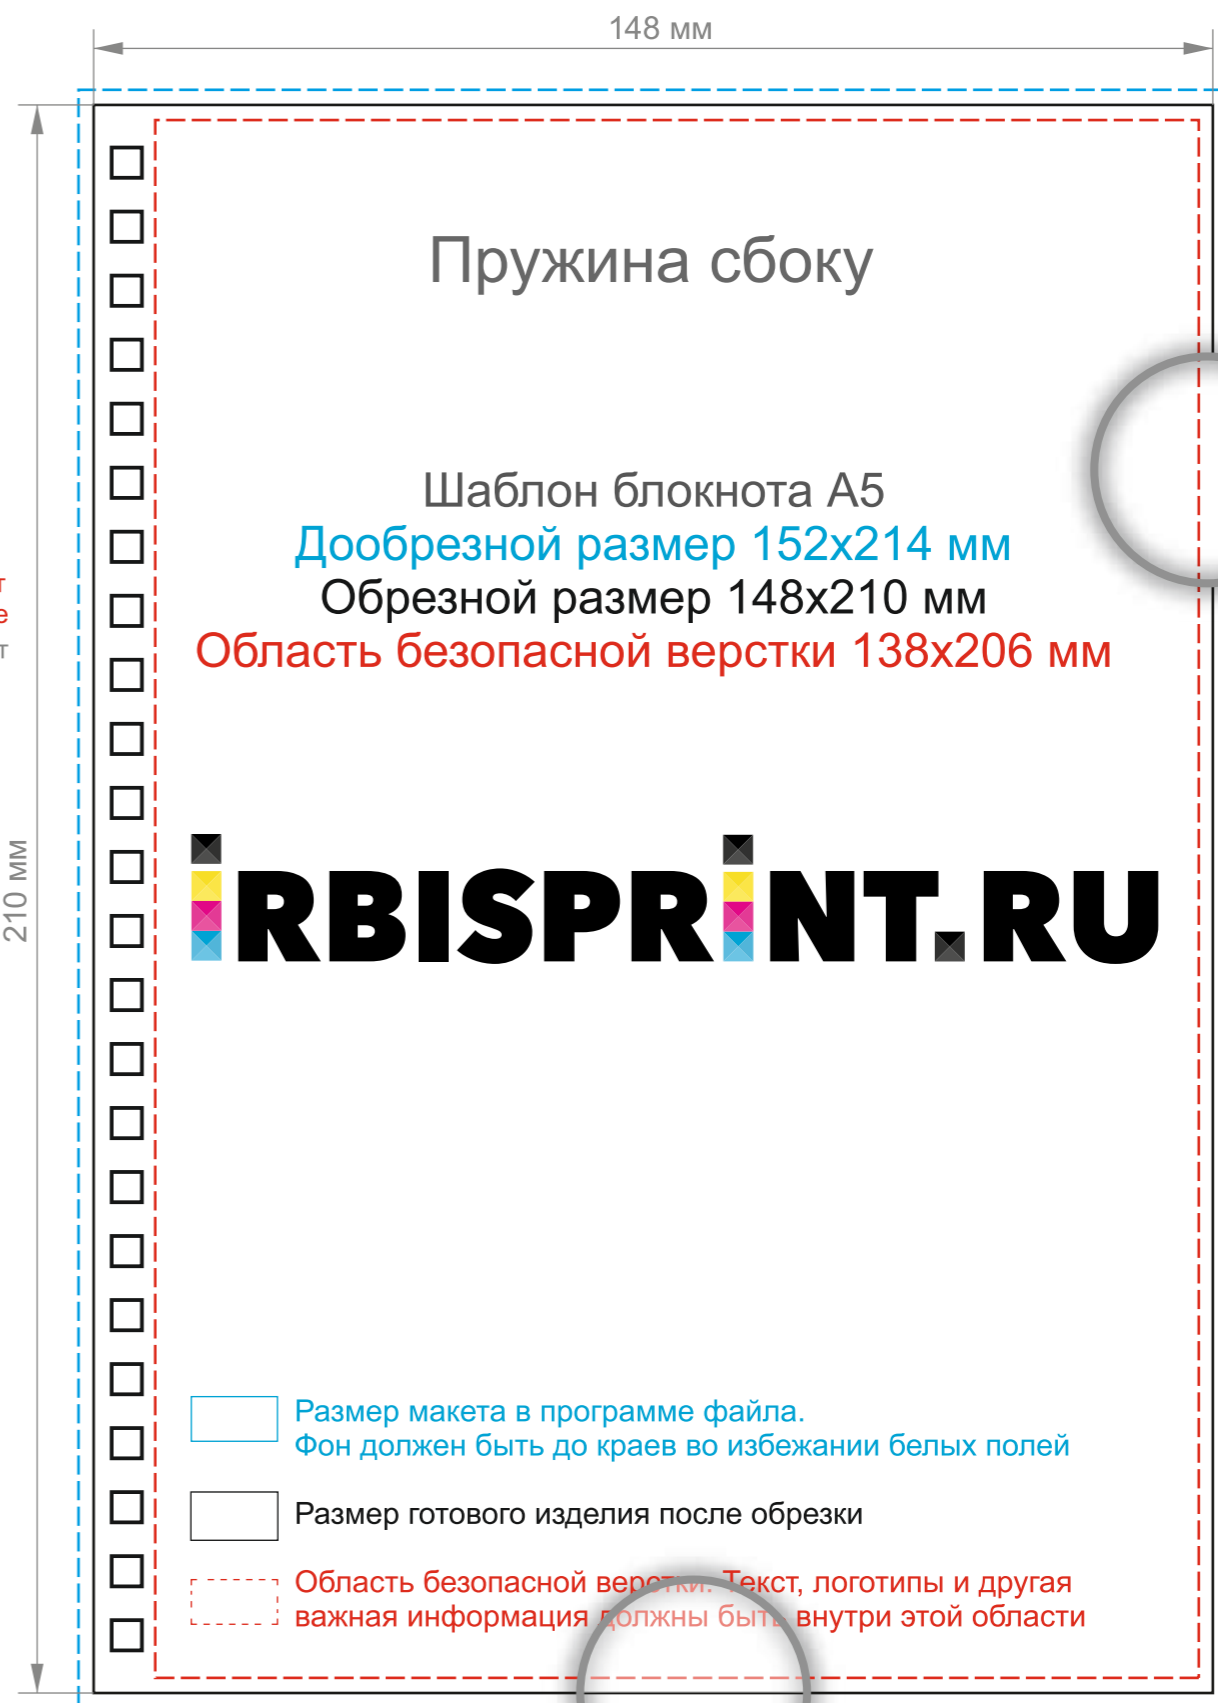 148 мм
Пружина сбоку
Шаблон блокнота А5
Дообрезной размер 152х214 мм
Обрезной размер 148х210 мм
Область безопасной верстки 138х206 мм
210 мм
iRBISPRiNT.RU
Размер макета в программе файла.
Фон должен быть до краев во избежании белых полей
Размер готового изделия после обрезки
Область безопасной верстки. Текст, логотипы и другая
важная информация должны быть внутри этой области